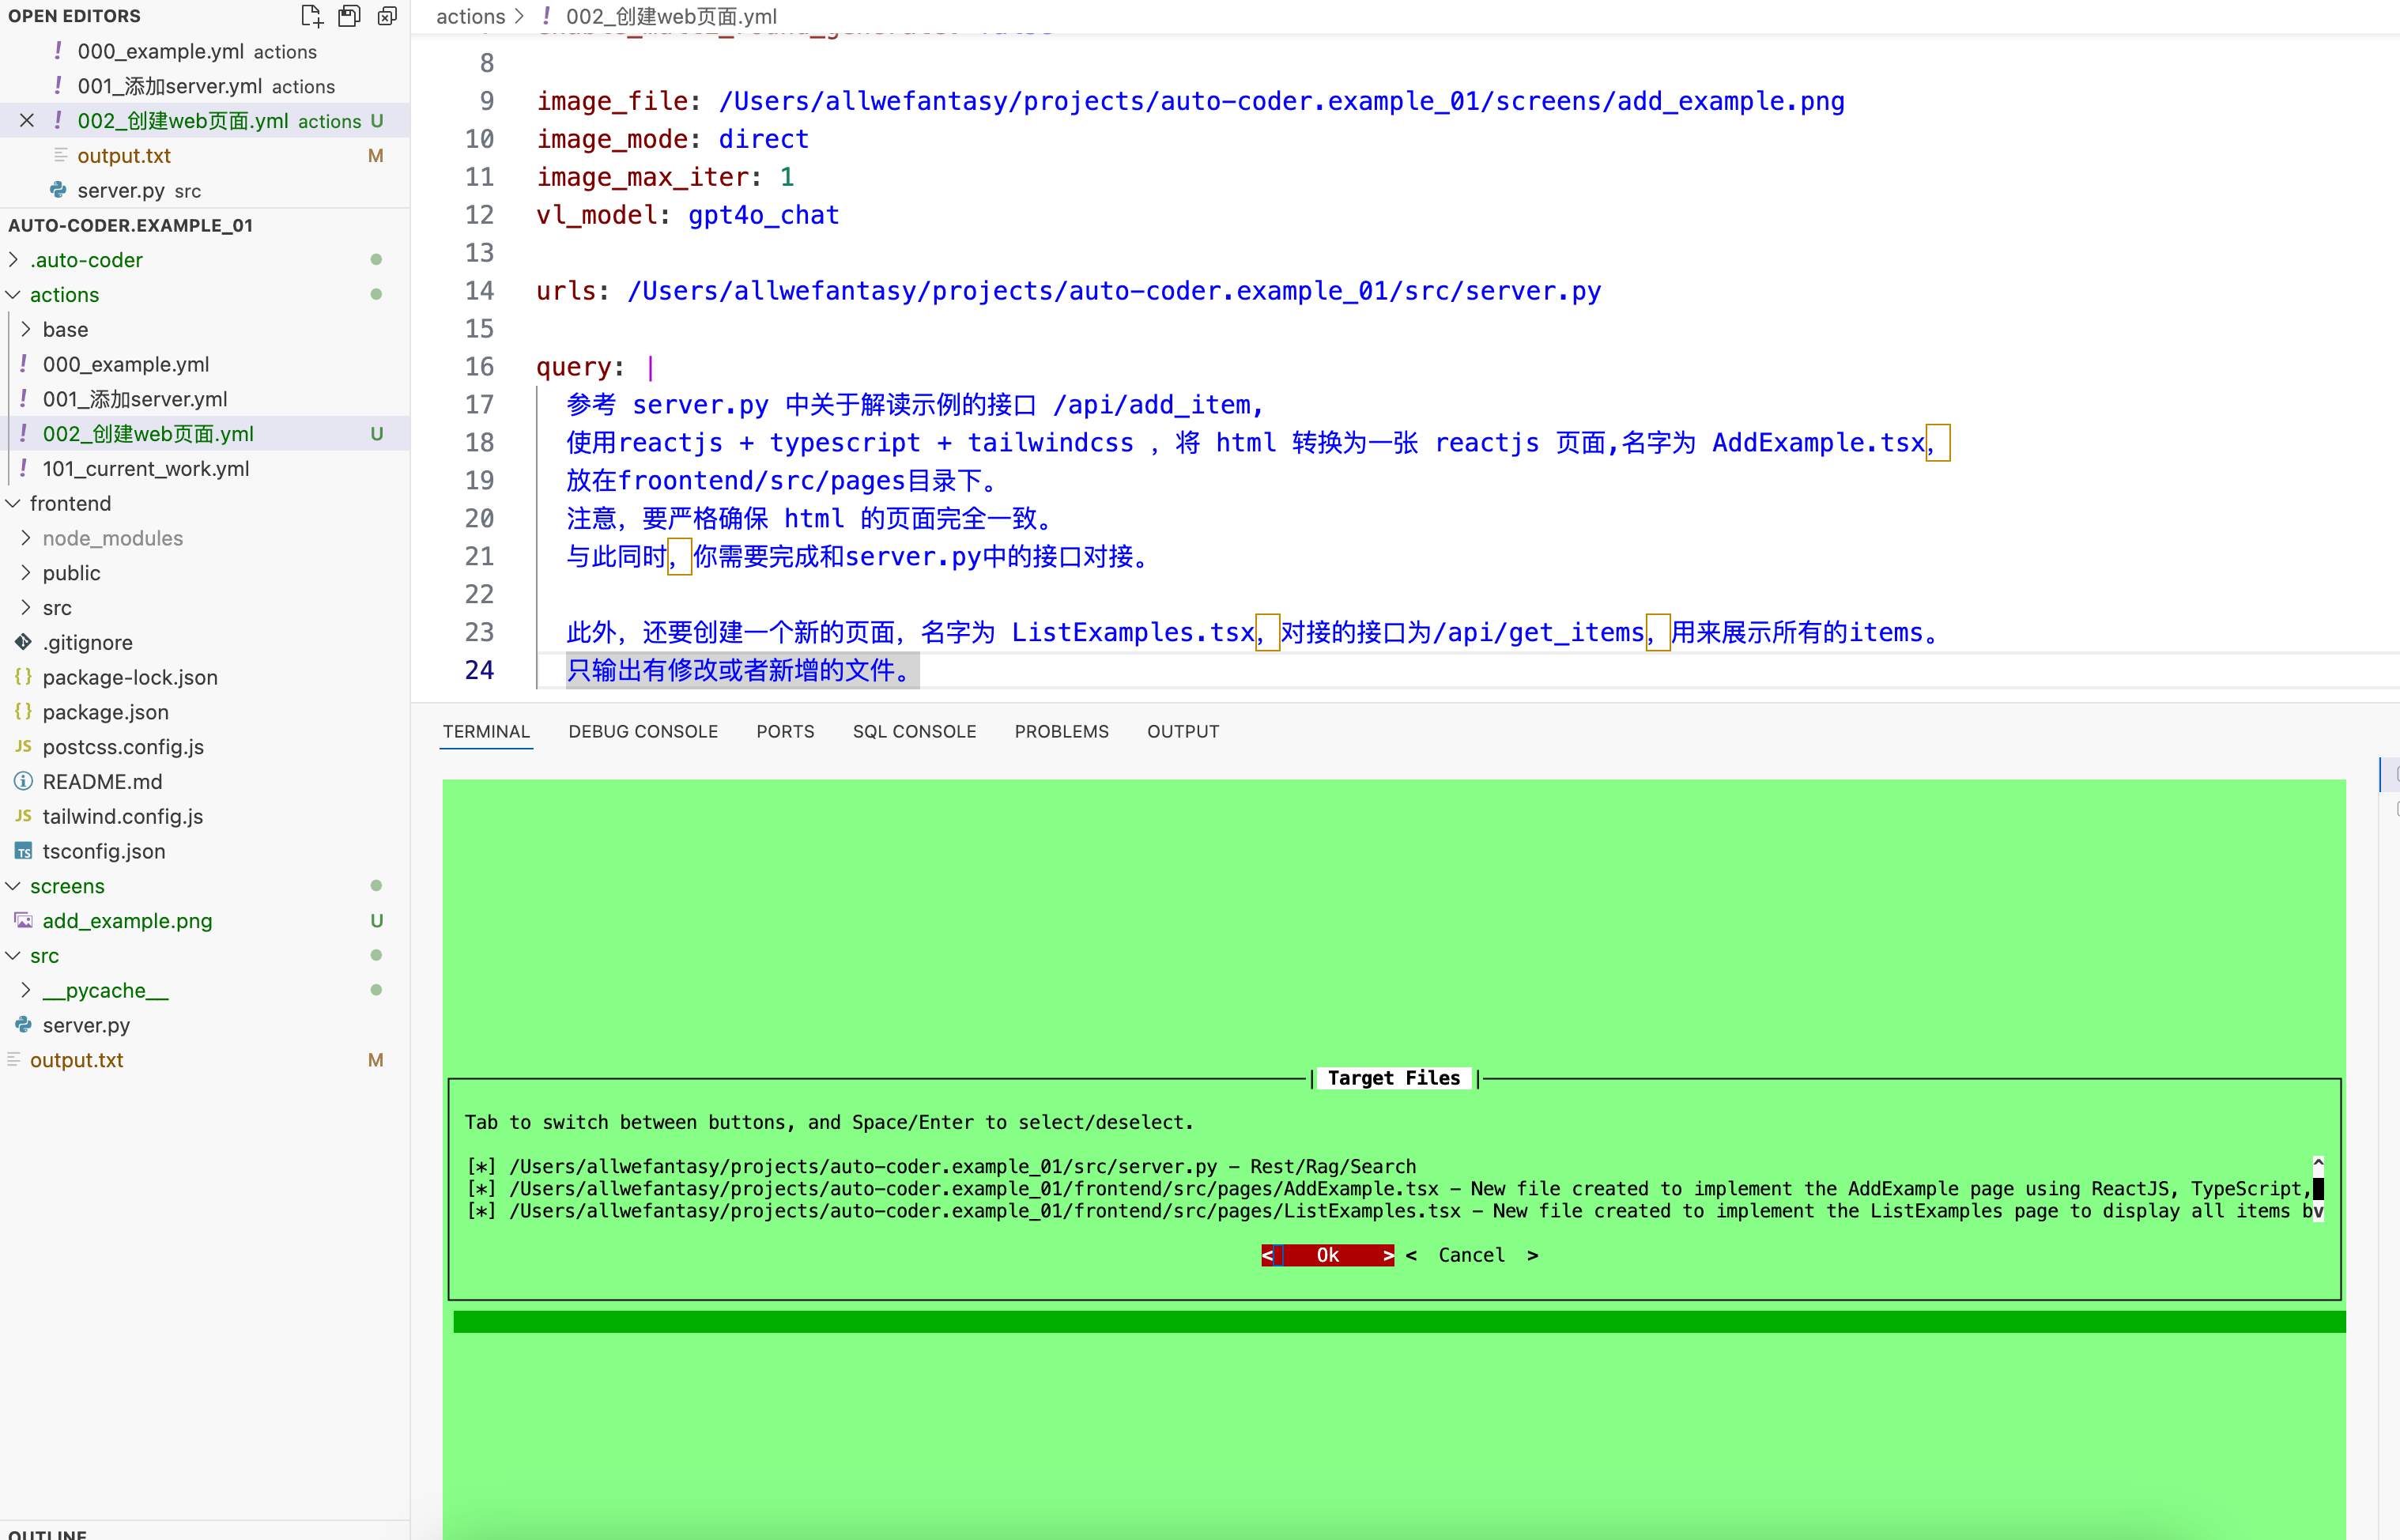 OPEN EDITORS
000_example.yml actions
001_添加server.yml actions
002_创建web页面.yml actions U
output.txt M
server.py src
AUTO-CODER.EXAMPLE_01
.auto-coder
actions
base
000_example.yml
001_添加server.yml
002_创建web页面.yml U
101_current_work.yml
frontend
node_modules
public
src
.gitignore
package-lock.json
package.json
JS postcss.config.js
README.md
JS tailwind.config.js
TS tsconfig.json
screens
add_example.png U
src
__pycache__
server.py
output.txt M
OUTLINE
actions > ! 002_创建web页面.yml
8
9 image_file: /Users/allwefantasy/projects/auto-coder.example_01/screens/add_example.png
10 image_mode: direct
11 image_max_iter: 1
12 vl_model: gpt4o_chat
13
14 urls: /Users/allwefantasy/projects/auto-coder.example_01/src/server.py
15
16 query: |
17 参考 server.py 中关于解读示例的接口 /api/add_item,
18 使用reactjs + typescript + tailwindcss ，将 html 转换为一张 reactjs 页面,名字为 AddExample.tsx，
19 放在froontend/src/pages目录下。
20 注意，要严格确保 html 的页面完全一致。
21 与此同时，你需要完成和server.py中的接口对接。
22
23 此外，还要创建一个新的页面，名字为 ListExamples.tsx，对接的接口为/api/get_items，用来展示所有的items。
24 只输出有修改或者新增的文件。
TERMINAL DEBUG CONSOLE PORTS SQL CONSOLE PROBLEMS OUTPUT
| Target Files |
Tab to switch between buttons, and Space/Enter to select/deselect.
[*] /Users/allwefantasy/projects/auto-coder.example_01/src/server.py - Rest/Rag/Search ^
[*] /Users/allwefantasy/projects/auto-coder.example_01/frontend/src/pages/AddExample.tsx - New file created to implement the AddExample page using ReactJS, TypeScript,
[*] /Users/allwefantasy/projects/auto-coder.example_01/frontend/src/pages/ListExamples.tsx - New file created to implement the ListExamples page to display all items bv
< Ok > < Cancel >